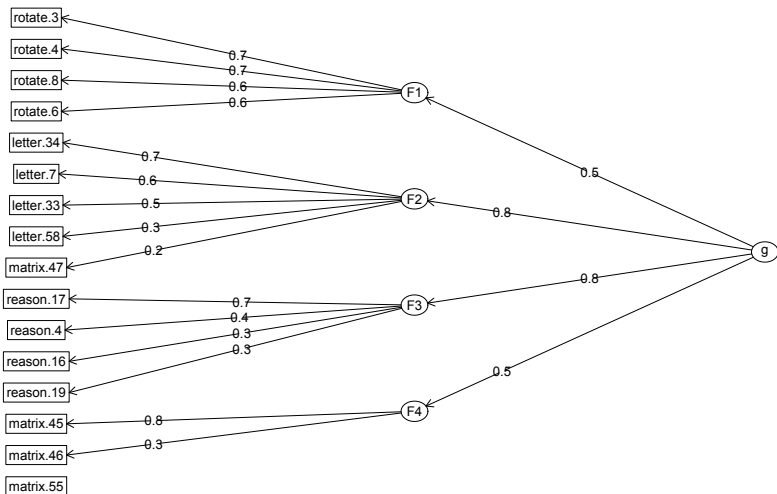 rotate.3
rotate.4
rotate.8
rotate.6
letter.34
letter.7
letter.33
letter.58
matrix.47
reason.17
reason.4
reason.16
reason.19
matrix.45
matrix.46
matrix.55
0.7
0.7
0.6
0.6
0.7
0.6
0.5
0.3
0.2
0.7
0.4
0.3
0.3
0.8
0.3
F1
F2
F3
F4
0.5
0.8
0.8
0.5
g